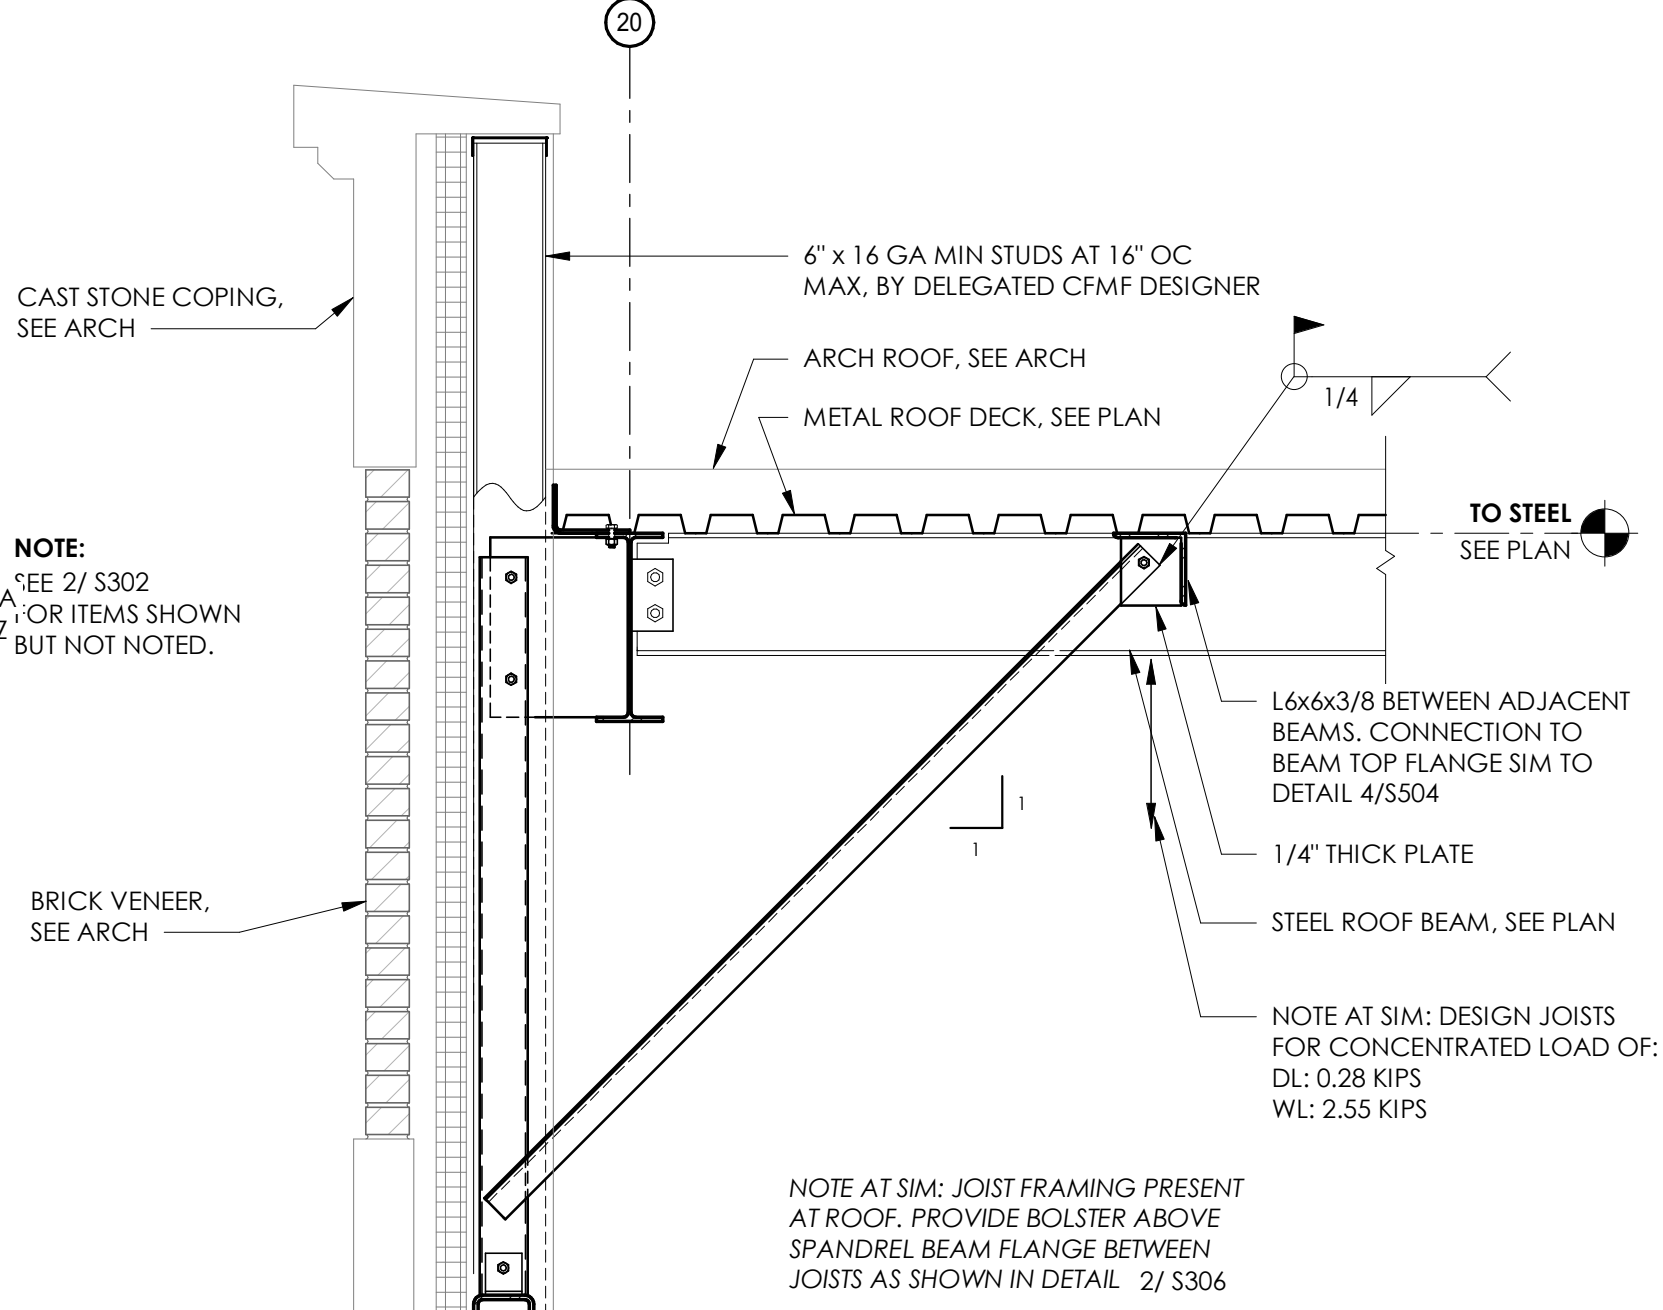 20
6" x 16 GA MIN STUDS AT 16" OC
MAX, BY DELEGATED CFMF DESIGNER
CAST STONE COPING,
SEE ARCH
ARCH ROOF, SEE ARCH
1/4
METAL ROOF DECK, SEE PLAN
TO STEEL
SEE PLAN
NOTE:
SEE 2/ S302
FOR ITEMS SHOWN
BUT NOT NOTED.
A
Z
L6x6x3/8 BETWEEN ADJACENT
BEAMS. CONNECTION TO
BEAM TOP FLANGE SIM TO
DETAIL 4/S504
1
1
1/4" THICK PLATE
BRICK VENEER,
SEE ARCH
STEEL ROOF BEAM, SEE PLAN
NOTE AT SIM: DESIGN JOISTS
FOR CONCENTRATED LOAD OF:
DL: 0.28 KIPS
WL: 2.55 KIPS
NOTE AT SIM: JOIST FRAMING PRESENT
AT ROOF. PROVIDE BOLSTER ABOVE
SPANDREL BEAM FLANGE BETWEEN
JOISTS AS SHOWN IN DETAIL 2/ S306